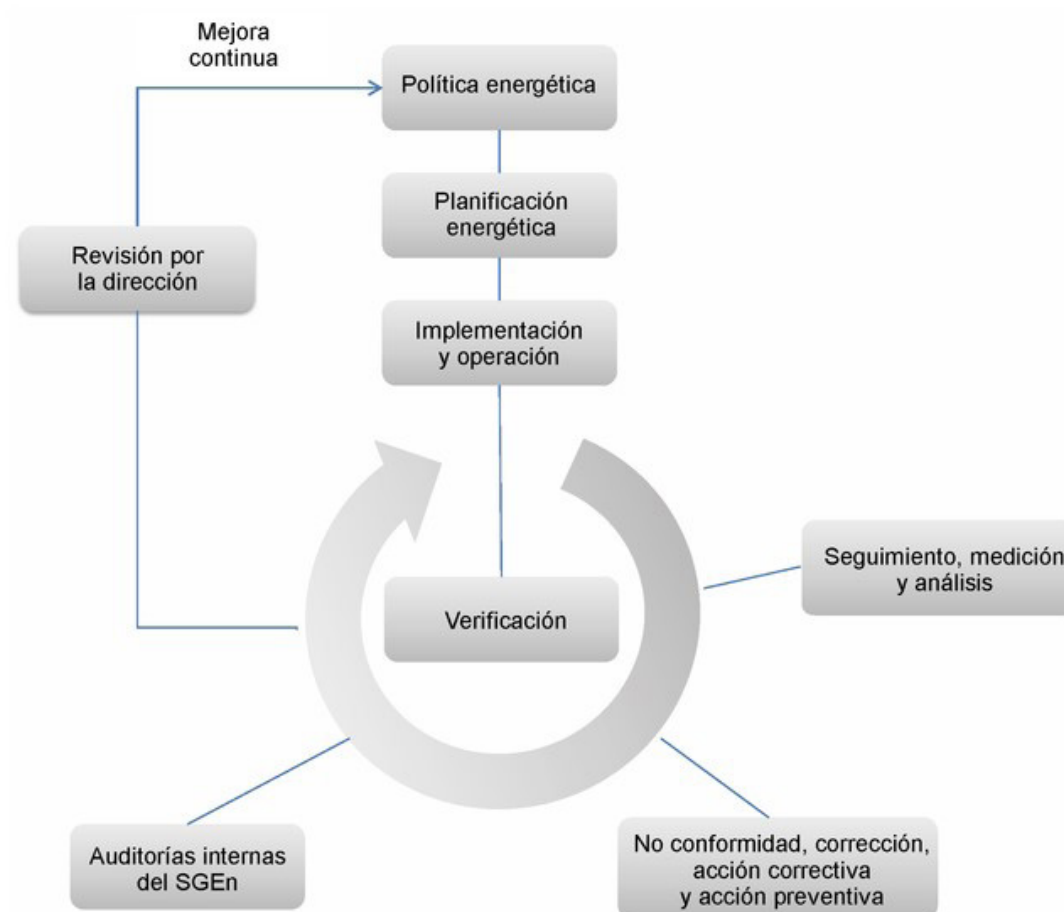 Mejora
continua
Política energética
Planificación
energética
Revisión por
la dirección
Implementación
y operación
Seguimiento, medición
y análisis
Verificación
Auditorías internas
del SGEn
No conformidad, corrección,
acción correctiva
y acción preventiva